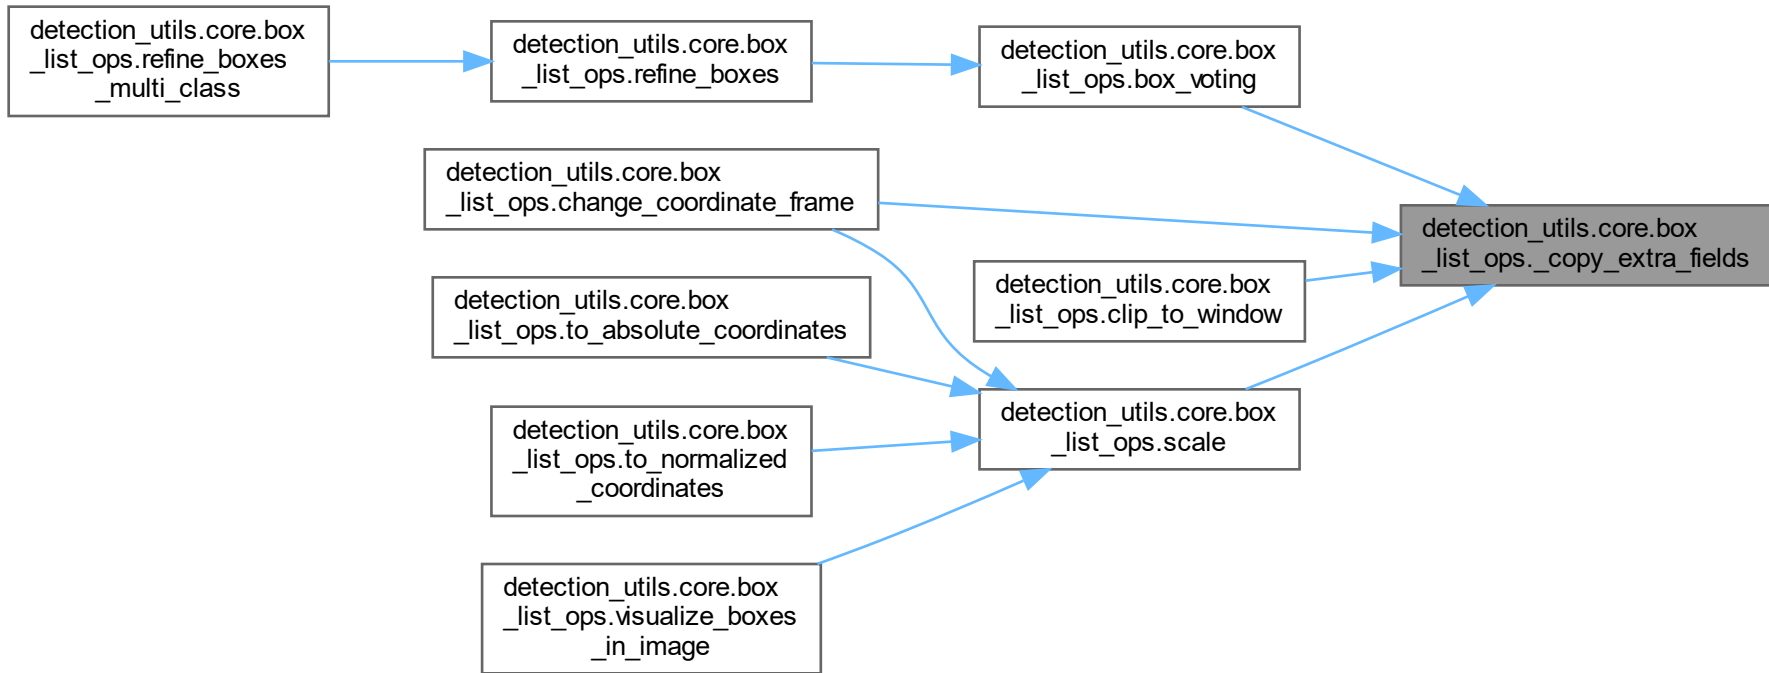 detection_utils.core.box
_list_ops.refine_boxes
_multi_class
detection_utils.core.box
_list_ops.refine_boxes
detection_utils.core.box
_list_ops.box_voting
detection_utils.core.box
_list_ops.change_coordinate_frame
detection_utils.core.box
_list_ops._copy_extra_fields
detection_utils.core.box
_list_ops.clip_to_window
detection_utils.core.box
_list_ops.to_absolute_coordinates
detection_utils.core.box
_list_ops.scale
detection_utils.core.box
_list_ops.to_normalized
_coordinates
detection_utils.core.box
_list_ops.visualize_boxes
_in_image